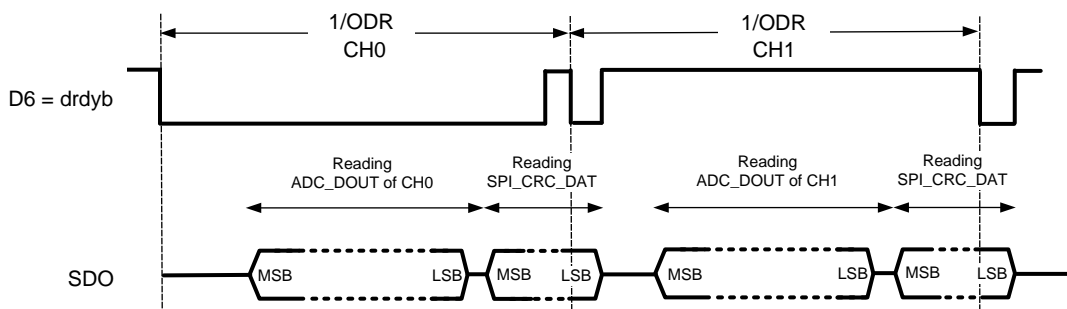 1/ODR
CH0
1/ODR
CH1
D6 = drdyb
Reading
ADC_DOUT of CH0
Reading
SPI_CRC_DAT
Reading
ADC_DOUT of CH1
Reading
SPI_CRC_DAT
SDO
MSB
LSB
MSB
LSB
MSB
LSB
MSB
LSB